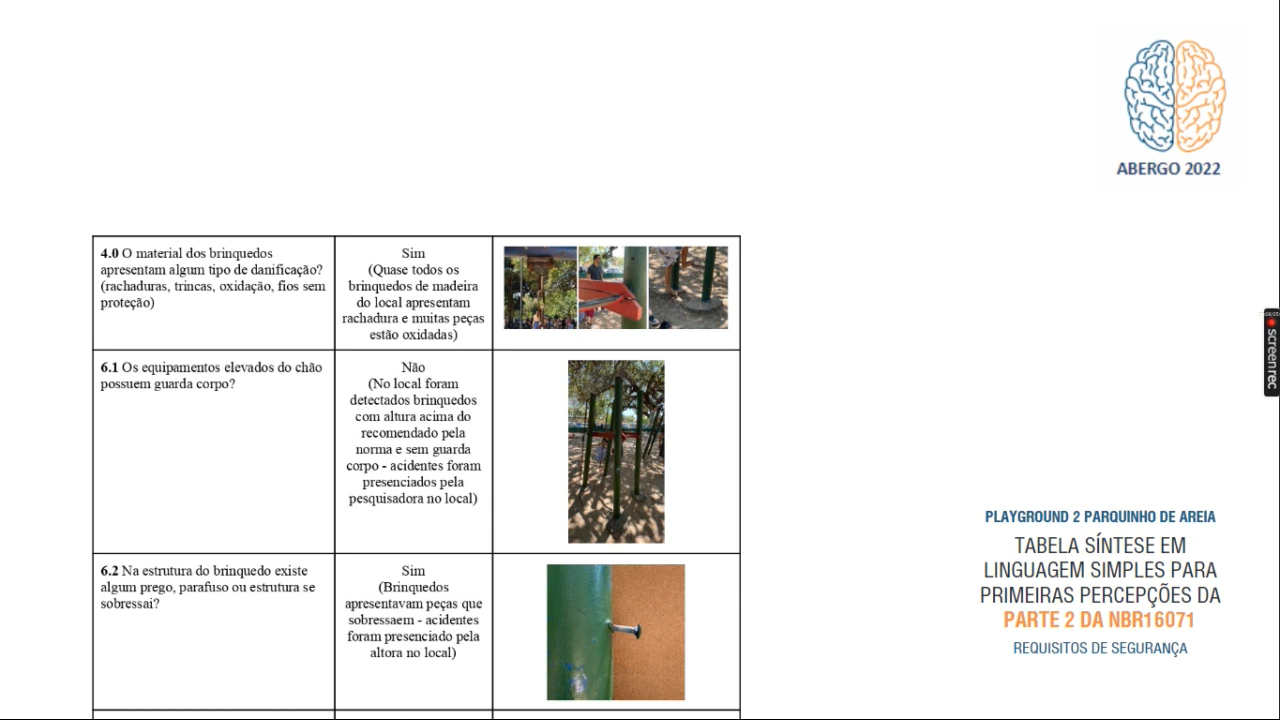 ABERGO 2022
4.0 O material dos brinquedos
apresentam algum tipo de danificação?
(rachaduras, trincas, oxidação, fios sem
proteção)
Sim
(Quase todos os
brinquedos de madeira
do local apresentam
rachadura e muitas peças
estão oxidadas)
6.1 Os equipamentos elevados do chão
possuem guarda corpo?
Não
(No local foram
detectados brinquedos
com altura acima do
recomendado pela
norma e sem guarda
corpo - acidentes foram
presenciados pela
pesquisadora no local)
6.2 Na estrutura do brinquedo existe
algum prego, parafuso ou estrutura se
sobressai?
Sim
(Brinquedos
apresentavam peças que
sobressaem - acidentes
foram presenciado pela
altora no local)
PLAYGROUND 2 PARQUINHO DE AREIA
TABELA SÍNTESE EM
LINGUAGEM SIMPLES PARA
PRIMEIRAS PERCEPÇÕES DA
PARTE 2 DA NBR16071
REQUISITOS DE SEGURANÇA
screenrec